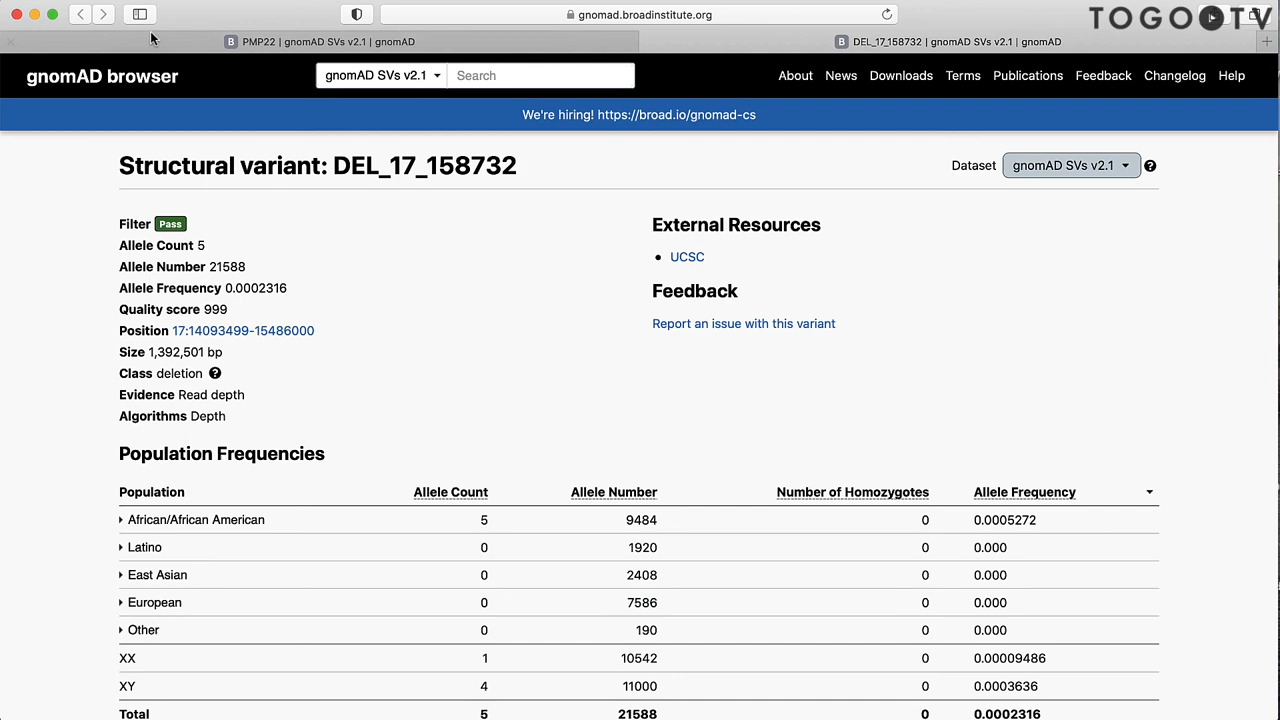 gnomad.broadinstitute.org
TOGOTV
PMP22 | gnomAD SVs v2.1 | gnomAD
DEL_17_158732 | gnomAD SVs v2.1 | gnomAD
gnomAD browser
gnomAD SVs v2.1
Search
About News Downloads Terms Publications Feedback Changelog Help
We're hiring! https://broad.io/gnomad-cs
Structural variant: DEL_17_158732
Dataset gnomAD SVs v2.1 ?
Filter Pass
Allele Count 5
Allele Number 21588
Allele Frequency 0.0002316
Quality score 999
Position 17:14093499-15486000
Size 1,392,501 bp
Class deletion ?
Evidence Read depth
Algorithms Depth
External Resources
• UCSC
Feedback
Report an issue with this variant
Population Frequencies
Population Allele Count Allele Number Number of Homozygotes Allele Frequency
African/African American 5 9484 0 0.0005272
Latino 0 1920 0 0.000
East Asian 0 2408 0 0.000
European 0 7586 0 0.000
Other 0 190 0 0.000
XX 1 10542 0 0.00009486
XY 4 11000 0 0.0003636
Total 5 21588 0 0.0002316